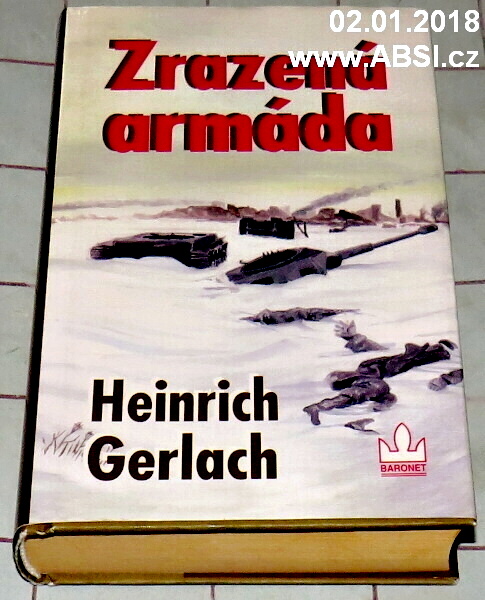 02.01.2018
www.ABSI.cz
Zrazená
armáda
Heinrich
Gerlach
BARONET